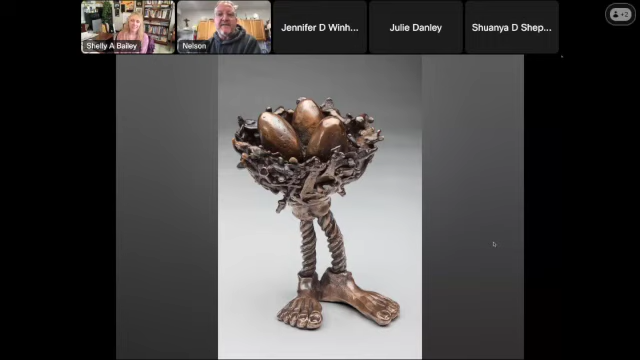 Shelly A Bailey
Nelson
Jennifer D Winh...
Julie Danley
Shuanya D Shep...
+2